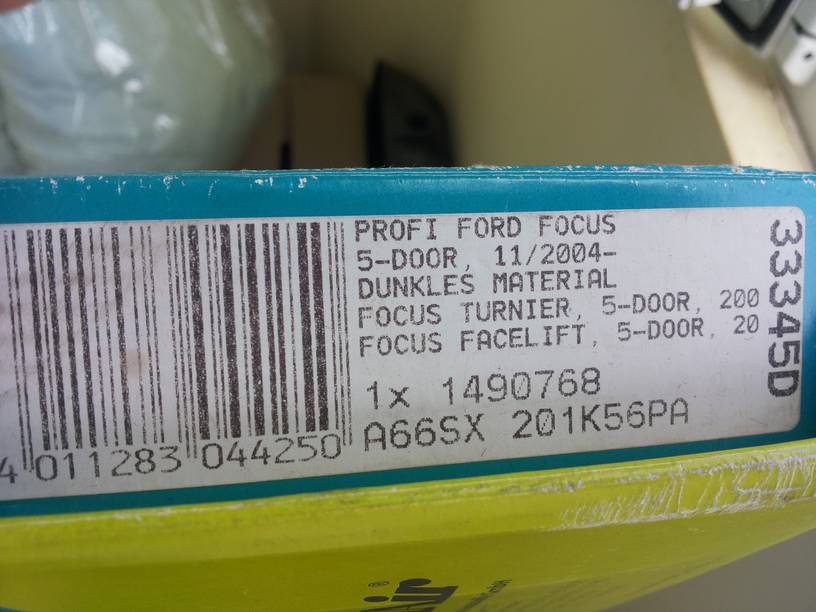 PROFI FORD FOCUS
5-DOOR, 11/2004-
DUNKLES MATERIAL
FOCUS TURNIER, 5-DOOR, 200
FOCUS FACELIFT, 5-DOOR, 20
1x 1490768
A66SX 201K56PA
4 011283 044250
33345D